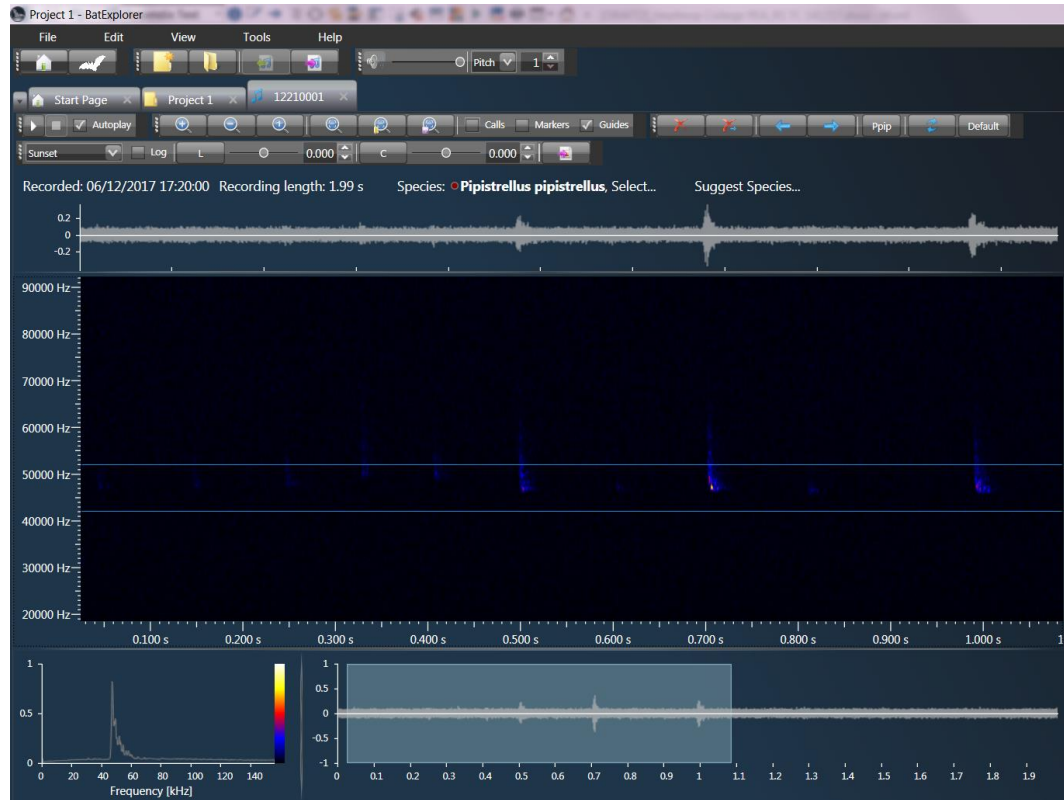 Project 1 - BatExplorer
File Edit View Tools Help
Pitch 1
Start Page Project 1 12210001
Autoplay Calls Markers Guides Ppip Default
Sunset Log L 0.000 C 0.000
Recorded: 06/12/2017 17:20:00 Recording length: 1.99 s Species: Pipistrellus pipistrellus, Select... Suggest Species...
0.2
0
-0.2
90000 Hz
80000 Hz
70000 Hz
60000 Hz
50000 Hz
40000 Hz
30000 Hz
20000 Hz
0.100 s 0.200 s 0.300 s 0.400 s 0.500 s 0.600 s 0.700 s 0.800 s 0.900 s 1.000 s 1
1
0.5
0
0 20 40 60 80 100 120 140
Frequency [kHz]
1
0.5
0
-0.5
-1
0 0.1 0.2 0.3 0.4 0.5 0.6 0.7 0.8 0.9 1 1.1 1.2 1.3 1.4 1.5 1.6 1.7 1.8 1.9